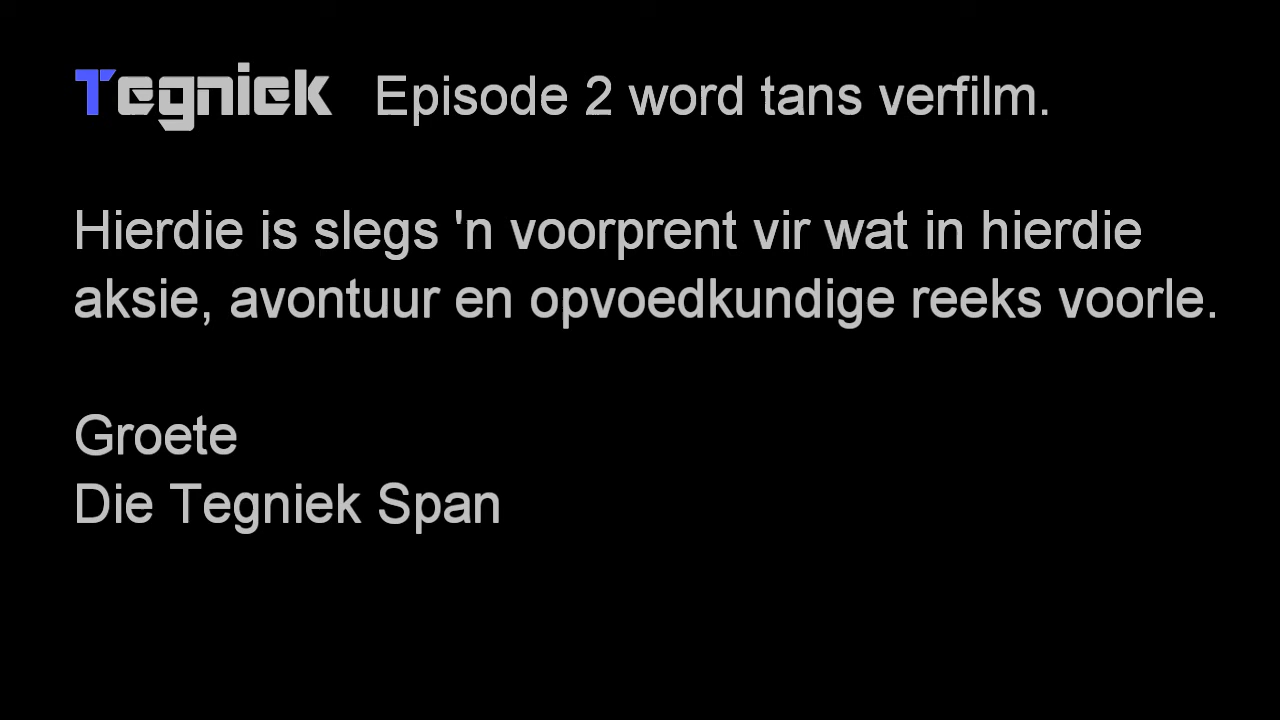 Tegniek Episode 2 word tans verfilm.
Hierdie is slegs 'n voorprent vir wat in hierdie
aksie, avontuur en opvoedkundige reeks voorle.
Groete
Die Tegniek Span